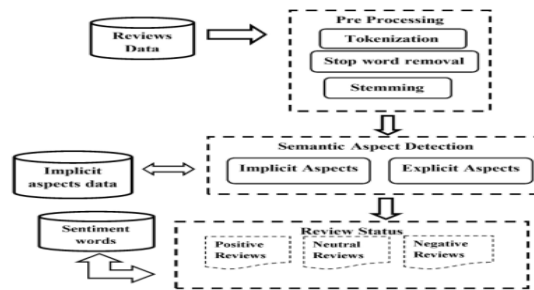 Pre Processing
Reviews
Data
Tokenization
Stop word removal
Stemming
Semantic Aspect Detection
Implicit
aspects data
Implicit Aspects
Explicit Aspects
Sentiment
words
Review Status
Positive
Reviews
Neutral
Reviews
Negative
Reviews